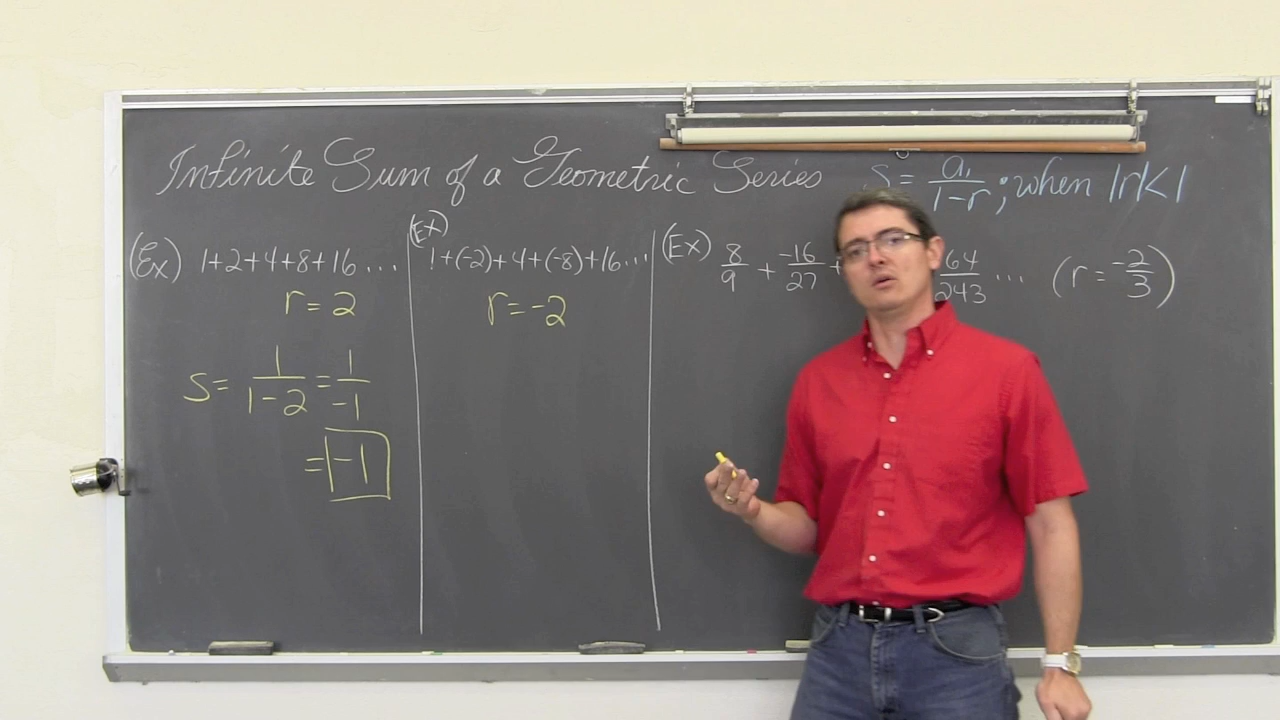 Infinite Sum of a Geometric Series S = a₁/(1-r) ; when |r|<1
(Ex) 1+2+4+8+16....
r = 2
S = 1/(1-2) = 1/-1
= -1
(Ex)
1+(-2)+4+(-8)+16...
r = -2
(Ex) 8/9 + -16/27 + 64/243 ... (r = -2/3)